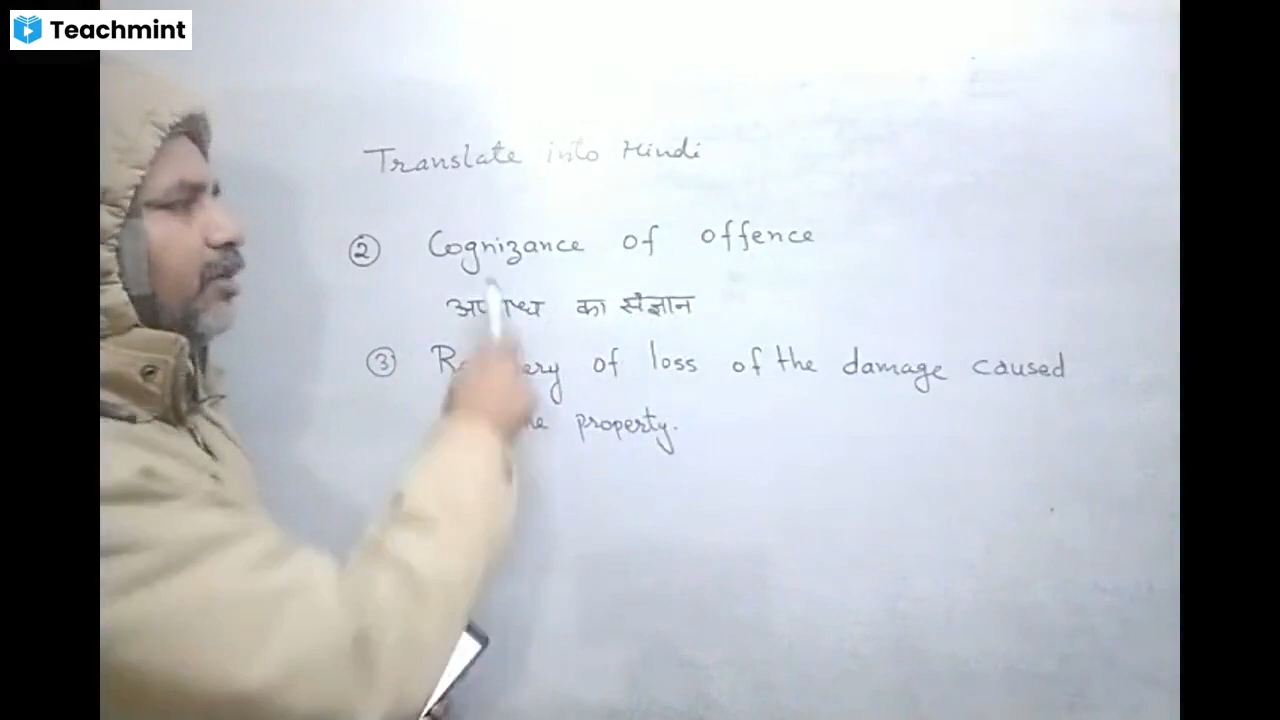 Teachmint
Translate into Hindi
② Cognizance of offence
का संज्ञान
③ of loss of the damage caused
property.